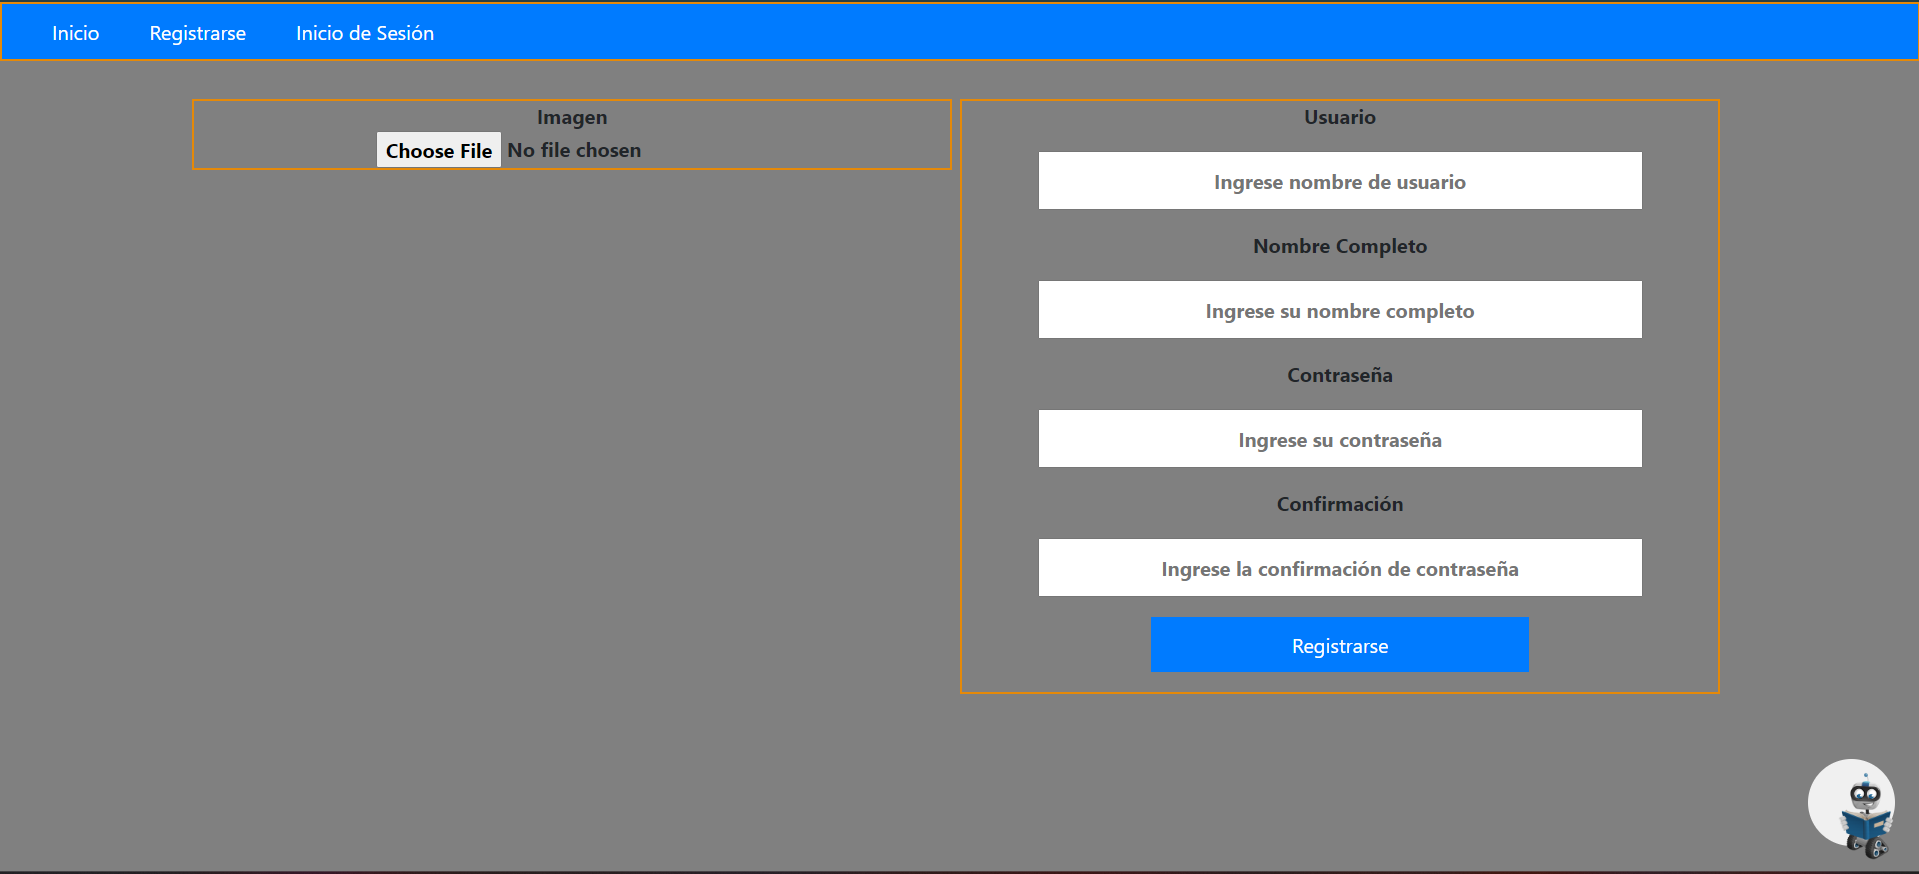 Inicio Registrarse Inicio de Sesión
Imagen
Choose File No file chosen
Usuario
Ingrese nombre de usuario
Nombre Completo
Ingrese su nombre completo
Contraseña
Ingrese su contraseña
Confirmación
Ingrese la confirmación de contraseña
Registrarse